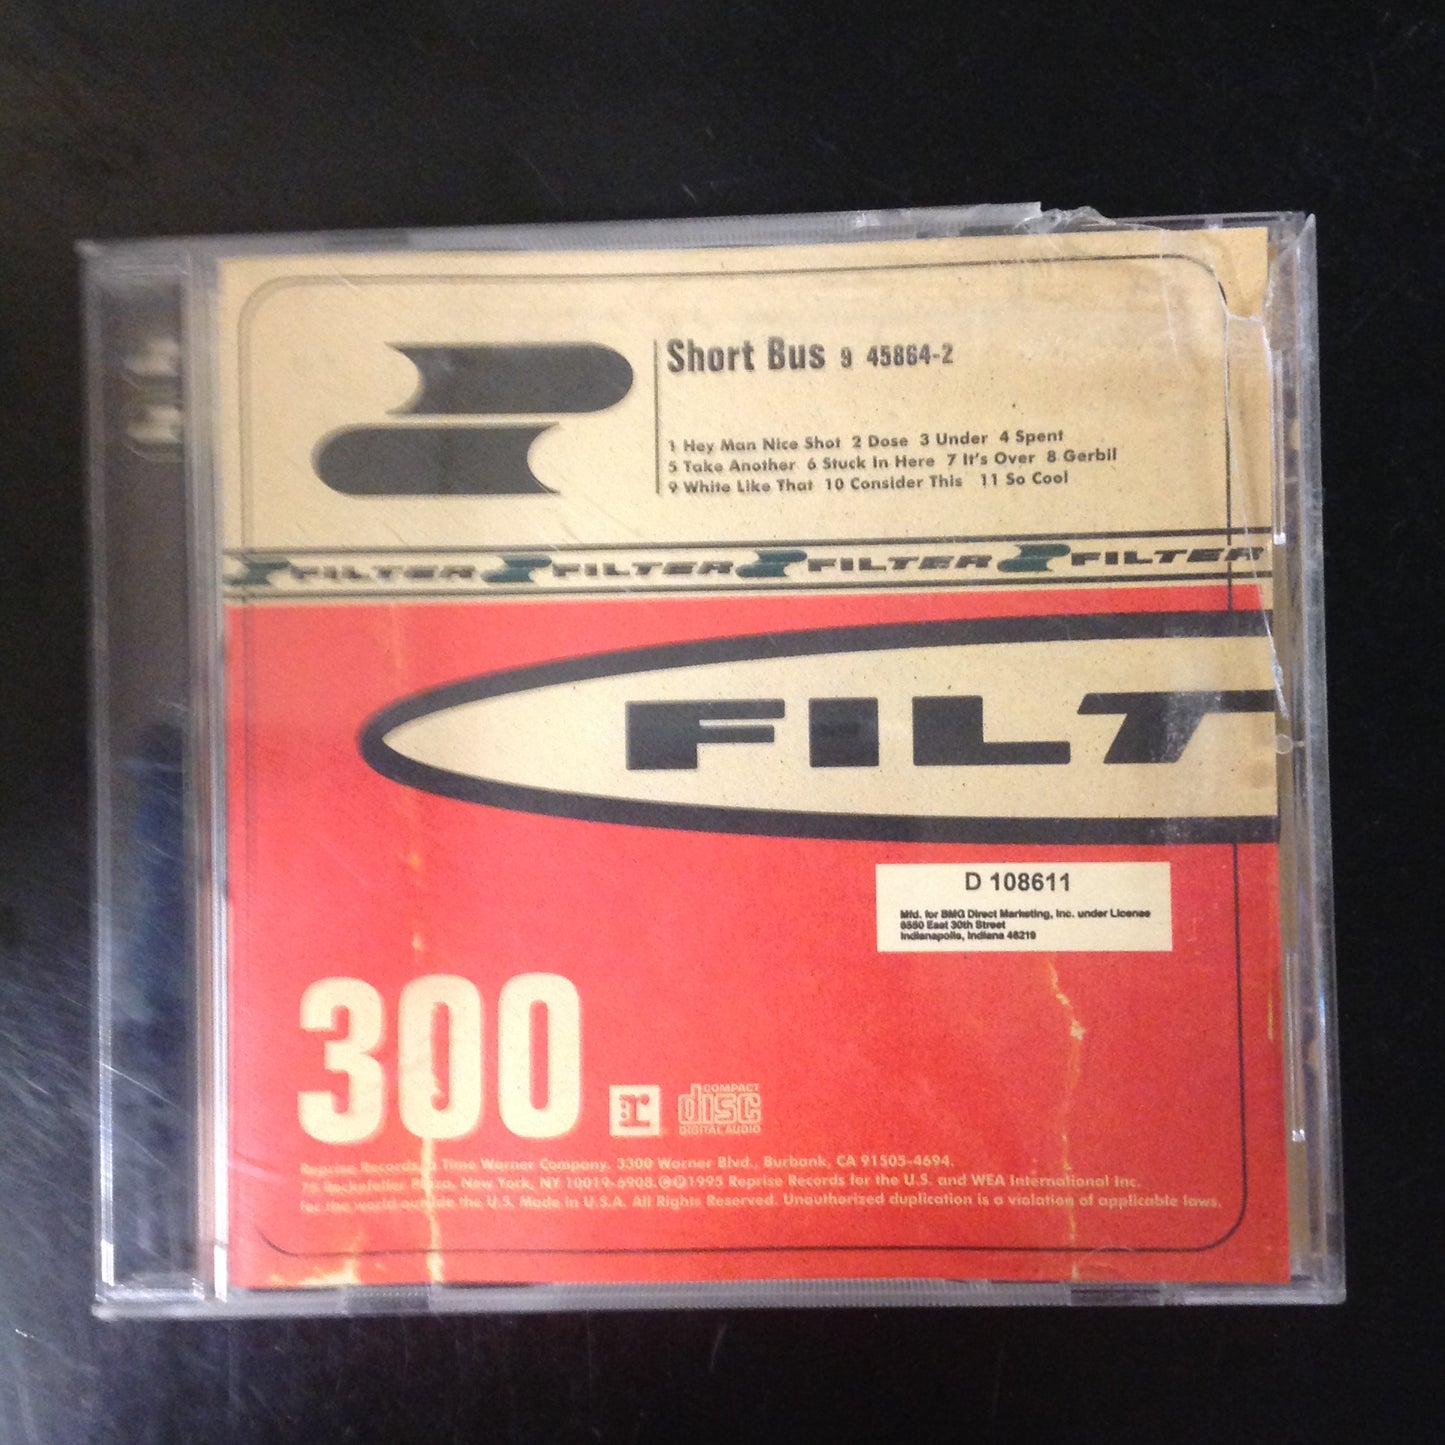 Short Bus 9 45864-2
1 Hey Man Nice Shot 2 Dose 3 Under 4 Spent
5 Take Another 6 Stuck In Here 7 It's Over 8 Gerbil
9 White Like That 10 Consider This 11 So Cool
FILTER FILTER FILTER FILTER
FILT
D 108611
Mfd. for BMG Direct Marketing, Inc. under License
6550 East 30th Street
Indianapolis, Indiana 46219
300
r
COMPACT
disc
DIGITAL AUDIO
Reprise Records, a Time Warner Company. 3300 Warner Blvd., Burbank, CA 91505-4694.
75 Rockefeller Plaza, New York, NY 10019-6908. ©℗1995 Reprise Records for the U.S. and WEA International Inc.
for the world outside the U.S. Made in U.S.A. All Rights Reserved. Unauthorized duplication is a violation of applicable laws.